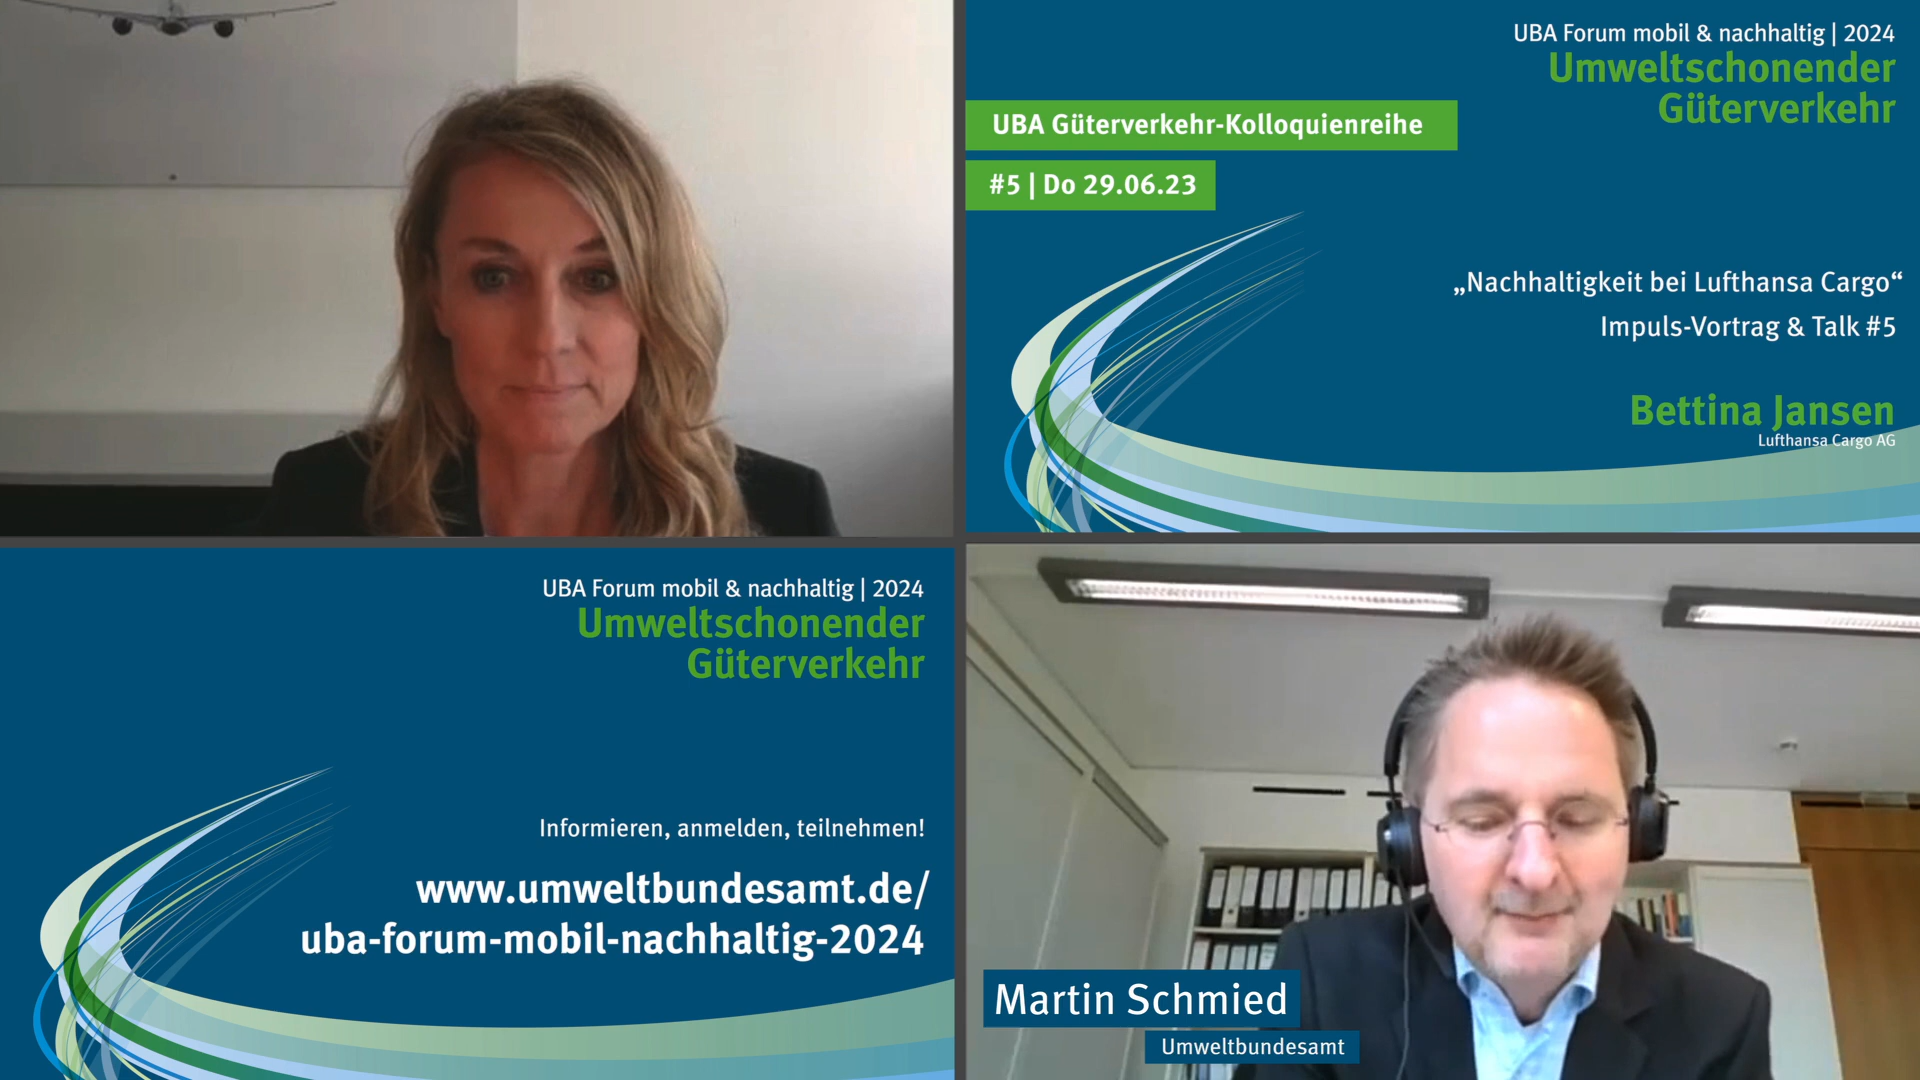 UBA Forum mobil & nachhaltig | 2024
Umweltschonender
Güterverkehr
UBA Güterverkehr-Kolloquienreihe
#5 | Do 29.06.23
„Nachhaltigkeit bei Lufthansa Cargo“
Impuls-Vortrag & Talk #5
Bettina Jansen
Lufthansa Cargo AG
UBA Forum mobil & nachhaltig | 2024
Umweltschonender
Güterverkehr
Informieren, anmelden, teilnehmen!
www.umweltbundesamt.de/
uba-forum-mobil-nachhaltig-2024
Martin Schmied
Umweltbundesamt